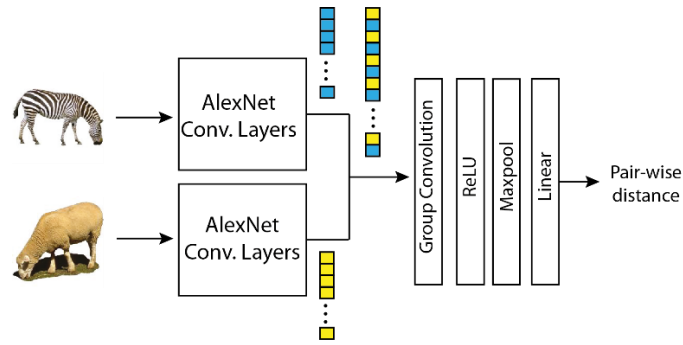 AlexNet
Conv. Layers
AlexNet
Conv. Layers
Group Convolution
ReLU
Maxpool
Linear
Pair-wise
distance